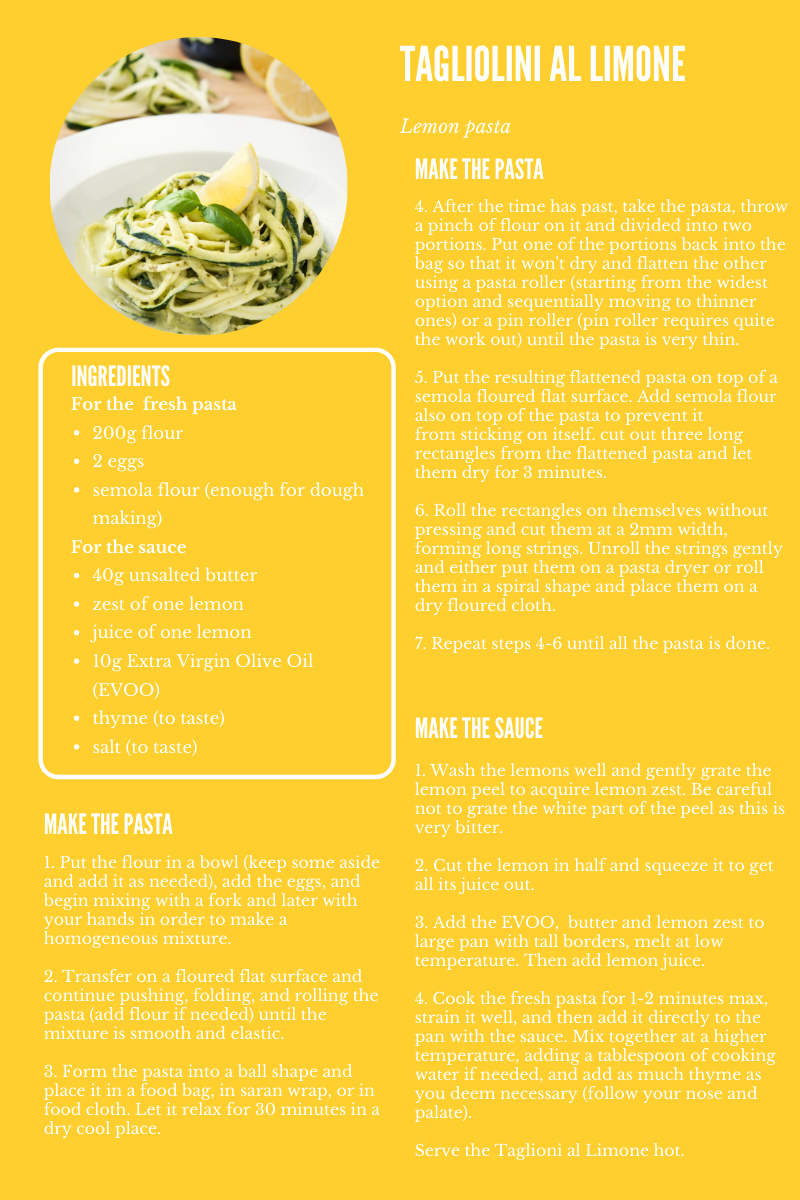 TAGLIOLINI AL LIMONE
Lemon pasta
INGREDIENTS
For the fresh pasta
• 200g flour
• 2 eggs
• semola flour (enough for dough
making)
For the sauce
• 40g unsalted butter
• zest of one lemon
• juice of one lemon
• 10g Extra Virgin Olive Oil
(EVOO)
• thyme (to taste)
• salt (to taste)
MAKE THE PASTA
1. Put the flour in a bowl (keep some aside
and add it as needed), add the eggs, and
begin mixing with a fork and later with
your hands in order to make a
homogeneous mixture.
2. Transfer on a floured flat surface and
continue pushing, folding, and rolling the
pasta (add flour if needed) until the
mixture is smooth and elastic.
3. Form the pasta into a ball shape and
place it in a food bag, in saran wrap, or in
food cloth. Let it relax for 30 minutes in a
dry cool place.
MAKE THE PASTA
4. After the time has past, take the pasta, throw
a pinch of flour on it and divided into two
portions. Put one of the portions back into the
bag so that it won't dry and flatten the other
using a pasta roller (starting from the widest
option and sequentially moving to thinner
ones) or a pin roller (pin roller requires quite
the work out) until the pasta is very thin.
5. Put the resulting flattened pasta on top of a
semola floured flat surface. Add semola flour
also on top of the pasta to prevent it
from sticking on itself. cut out three long
rectangles from the flattened pasta and let
them dry for 3 minutes.
6. Roll the rectangles on themselves without
pressing and cut them at a 2mm width,
forming long strings. Unroll the strings gently
and either put them on a pasta dryer or roll
them in a spiral shape and place them on a
dry floured cloth.
7. Repeat steps 4-6 until all the pasta is done.
MAKE THE SAUCE
1. Wash the lemons well and gently grate the
lemon peel to acquire lemon zest. Be careful
not to grate the white part of the peel as this is
very bitter.
2. Cut the lemon in half and squeeze it to get
all its juice out.
3. Add the EVOO, butter and lemon zest to
large pan with tall borders, melt at low
temperature. Then add lemon juice.
4. Cook the fresh pasta for 1-2 minutes max,
strain it well, and then add it directly to the
pan with the sauce. Mix together at a higher
temperature, adding a tablespoon of cooking
water if needed, and add as much thyme as
you deem necessary (follow your nose and
palate).
Serve the Taglioni al Limone hot.